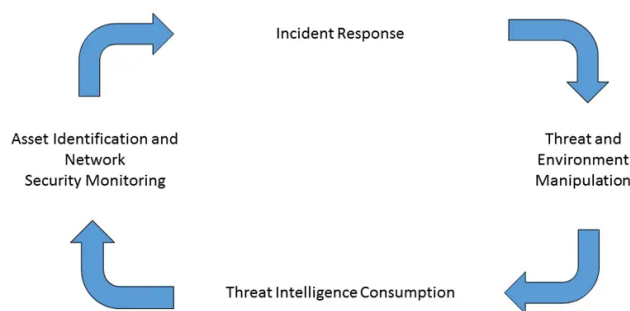 Incident Response
Asset Identification and
Network
Security Monitoring
Threat and
Environment
Manipulation
Threat Intelligence Consumption